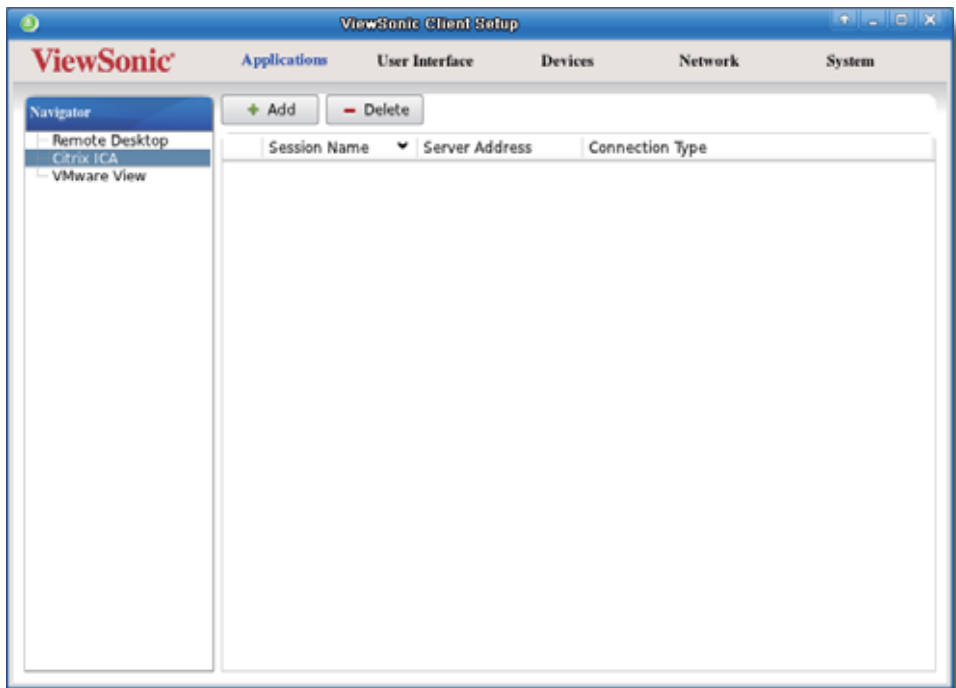 ViewSonic Client Setup
ViewSonic Applications User Interface Devices Network System
Navigator
Remote Desktop
Citrix ICA
VMware View
Add Delete
Session Name Server Address Connection Type